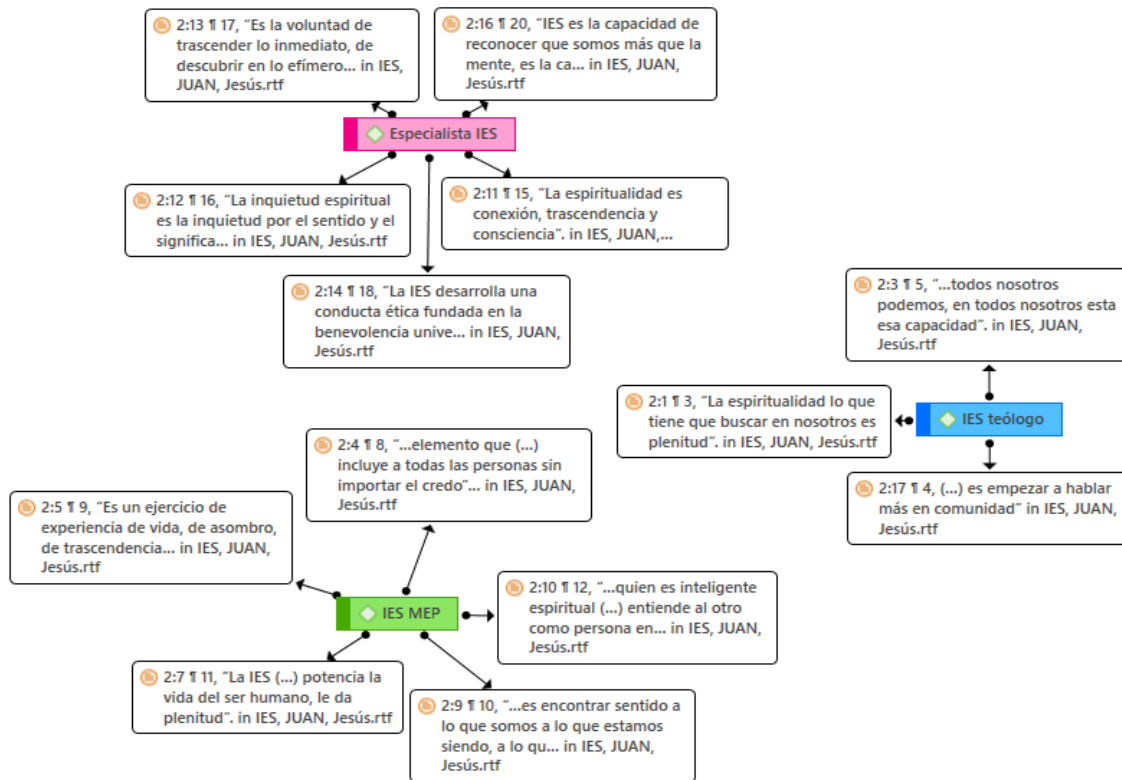 2:13 ¶ 17, “Es la voluntad de
trascender lo inmediato, de
descubrir en lo efímero... in IES,
JUAN, Jesús.rtf
2:16 ¶ 20, “IES es la capacidad de
reconocer que somos más que la
mente, es la ca... in IES, JUAN,
Jesús.rtf
Especialista IES
2:12 ¶ 16, “La inquietud espiritual
es la inquietud por el sentido y el
significa... in IES, JUAN, Jesús.rtf
2:11 ¶ 15, “La espiritualidad es
conexión, trascendencia y
consciencia”. in IES, JUAN,...
2:14 ¶ 18, “La IES desarrolla una
conducta ética fundada en la
benevolencia unive... in IES, JUAN,
Jesús.rtf
2:3 ¶ 5, “...todos nosotros
podemos, en todos nosotros esta
esa capacidad”. in IES, JUAN,
Jesús.rtf
2:1 ¶ 3, “La espiritualidad lo que
tiene que buscar en nosotros es
plenitud”. in IES, JUAN, Jesús.rtf
IES teólogo
2:17 ¶ 4, (...) es empezar a hablar
más en comunidad” in IES, JUAN,
Jesús.rtf
2:4 ¶ 8, “...elemento que (...)
incluye a todas las personas sin
importar el credo”... in IES, JUAN,
Jesús.rtf
2:5 ¶ 9, “Es un ejercicio de
experiencia de vida, de asombro,
de trascendencia... in IES, JUAN,
Jesús.rtf
2:10 ¶ 12, “...quien es inteligente
espiritual (...) entiende al otro
como persona en... in IES, JUAN,
Jesús.rtf
IES MEP
2:7 ¶ 11, “La IES (...) potencia la
vida del ser humano, le da
plenitud”. in IES, JUAN, Jesús.rtf
2:9 ¶ 10, “...es encontrar sentido a
lo que somos a lo que estamos
siendo, a lo qu... in IES, JUAN,
Jesús.rtf